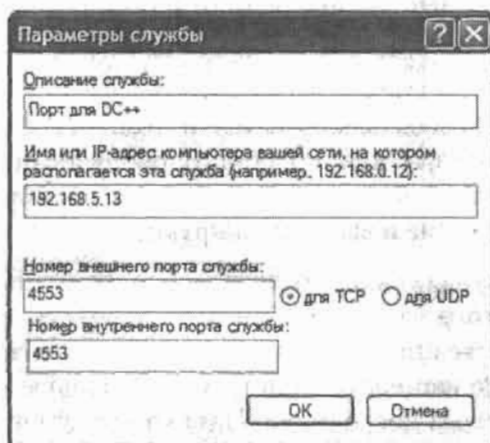 Параметры службы
Описание службы:
Порт для DC++
Имя или IP-адрес компьютера вашей сети, на котором
располагается эта служба (например, 192.168.0.12):
192.168.5.13
Номер внешнего порта службы:
4553
для TCP
для UDP
Номер внутреннего порта службы:
4553
OK
Отмена